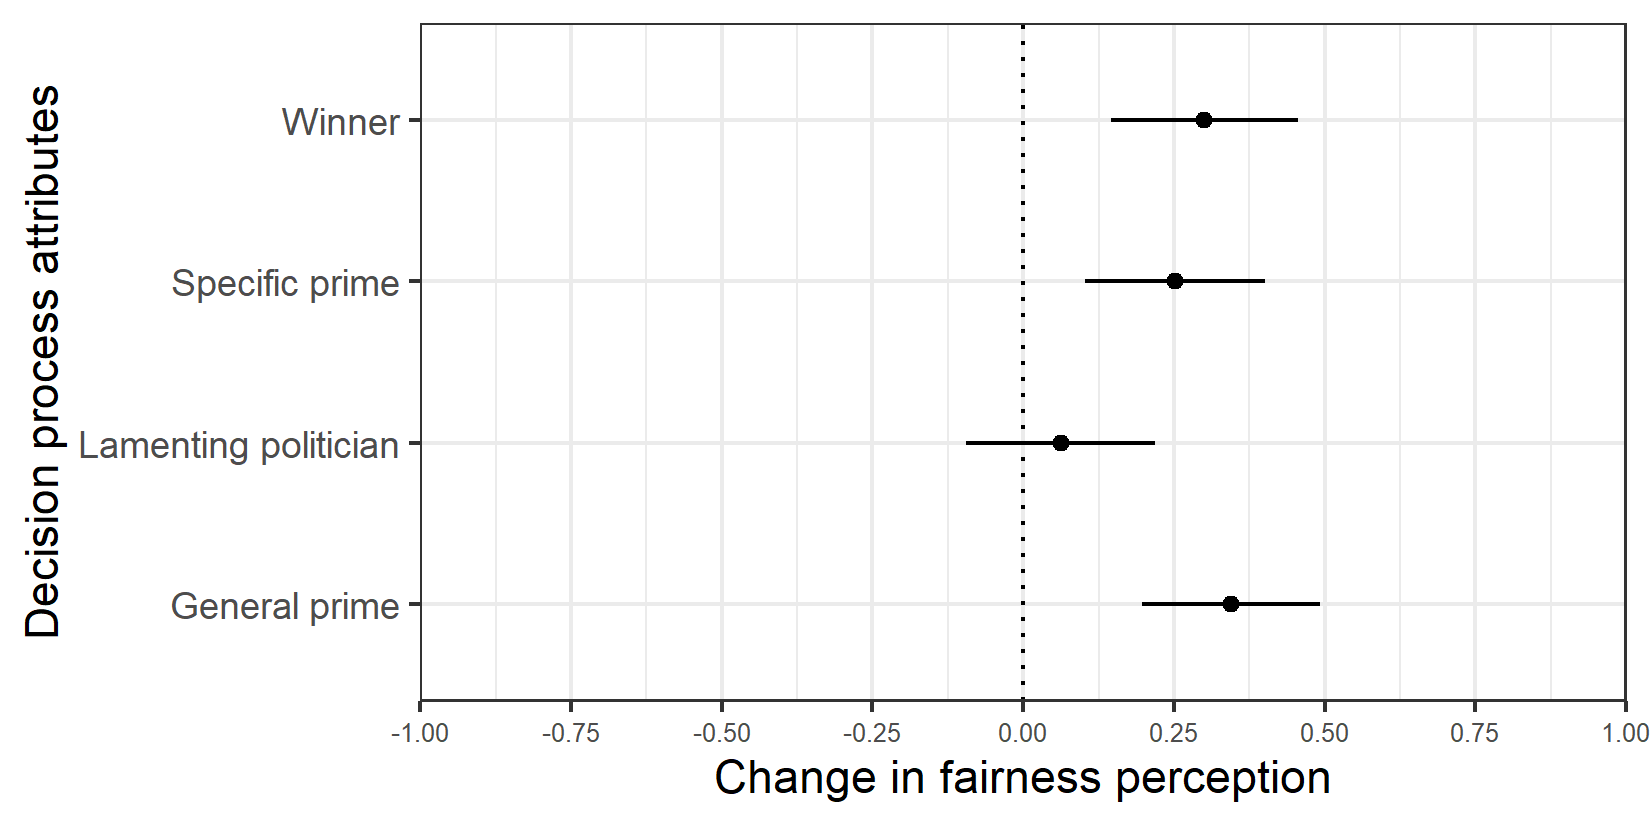 Decision process attributes
Winner
Specific prime
Lamenting politician
General prime
-1.00 -0.75 -0.50 -0.25 0.00 0.25 0.50 0.75 1.00
Change in fairness perception